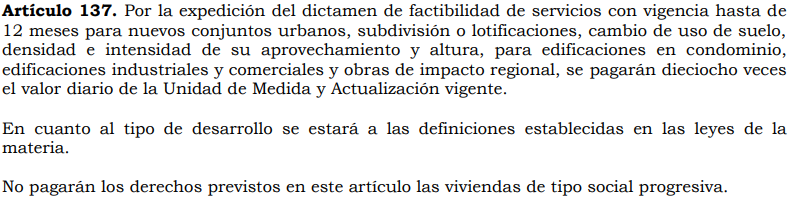 Artículo 137. Por la expedición del dictamen de factibilidad de servicios con vigencia hasta de
12 meses para nuevos conjuntos urbanos, subdivisión o lotificaciones, cambio de uso de suelo,
densidad e intensidad de su aprovechamiento y altura, para edificaciones en condominio,
edificaciones industriales y comerciales y obras de impacto regional, se pagarán dieciocho veces
el valor diario de la Unidad de Medida y Actualización vigente.
En cuanto al tipo de desarrollo se estará a las definiciones establecidas en las leyes de la
materia.
No pagarán los derechos previstos en este artículo las viviendas de tipo social progresiva.